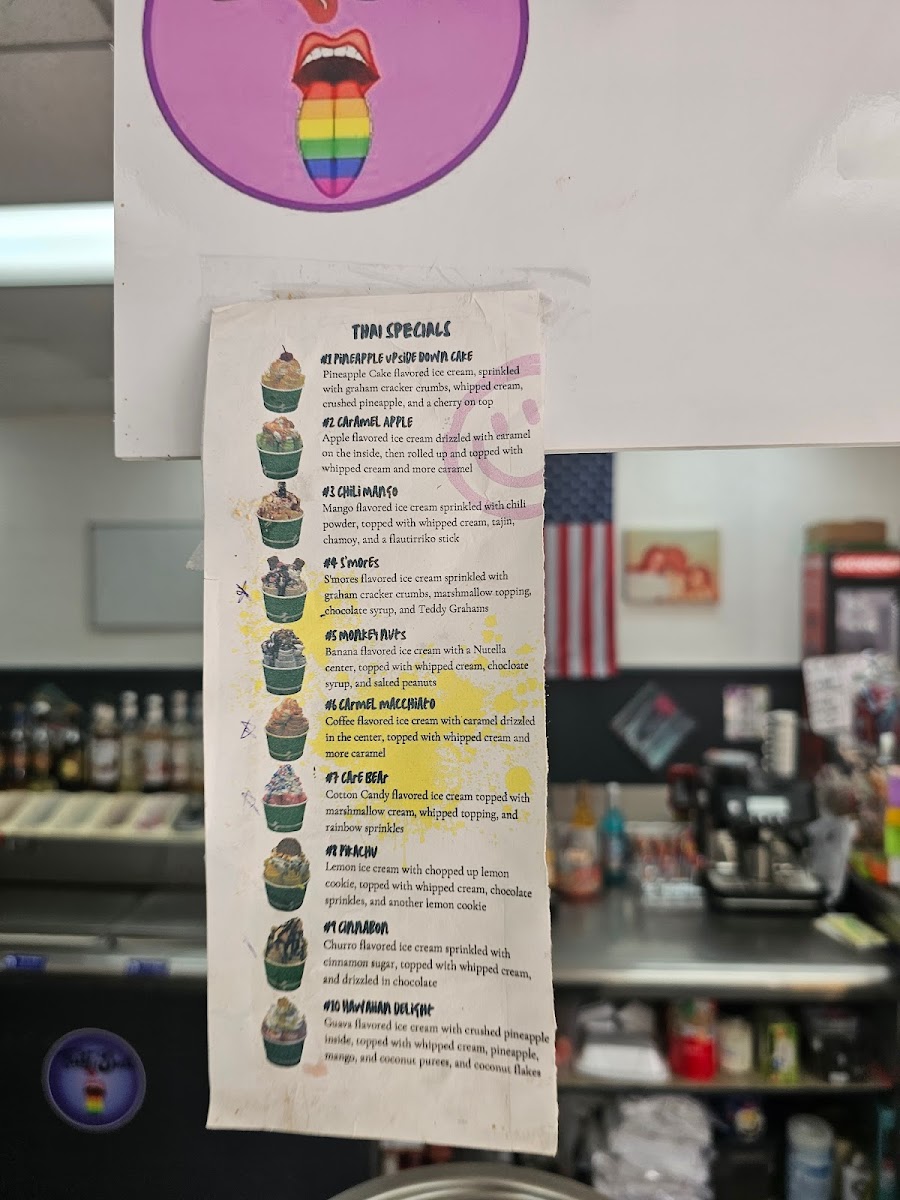 THAI SPECIALS
#1 PINEAPPLE UPSIDE DOWN CAKE
Pineapple Cake flavored ice cream, sprinkled
with graham cracker crumbs, whipped cream,
crushed pineapple, and a cherry on top
#2 CARAMEL APPLE
Apple flavored ice cream drizzled with caramel
on the inside, then rolled up and topped with
whipped cream and more caramel
#3 CHILI MANGO
Mango flavored ice cream sprinkled with chili
powder, topped with whipped cream, tajin,
chamoy, and a flautirriko stick
#4 S'MORES
S'mores flavored ice cream sprinkled with
graham cracker crumbs, marshmallow topping,
chocolate syrup, and Teddy Grahams
#5 MONKEY NUTS
Banana flavored ice cream with a Nutella
center, topped with whipped cream, chocloate
syrup, and salted peanuts
#6 CARMEL MACCHIATO
Coffee flavored ice cream with caramel drizzled
in the center, topped with whipped cream and
more caramel
#7 CARE BEAR
Cotton Candy flavored ice cream topped with
marshmallow cream, whipped topping, and
rainbow sprinkles
#8 PIKACHU
Lemon ice cream with chopped up lemon
cookie, topped with whipped cream, chocolate
sprinkles, and another lemon cookie
#9 CINNABON
Churro flavored ice cream sprinkled with
cinnamon sugar, topped with whipped cream,
and drizzled in chocolate
#10 HAWAIIAN DELIGHT
Guava flavored ice cream with crushed pineapple
inside, topped with whipped cream, pineapple,
mango, and coconut purees, and coconut flakes